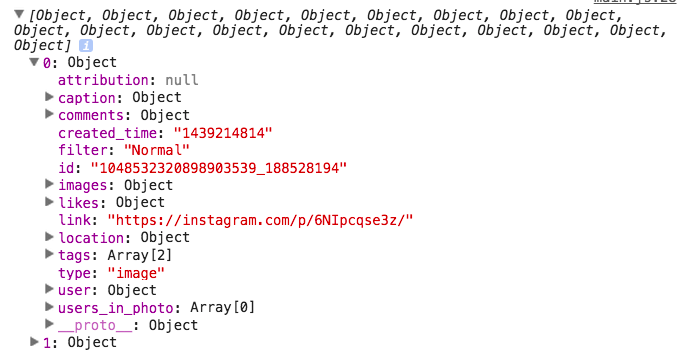 [Object, Object, Object, Object, Object, Object, Object, Object, Object,
Object, Object, Object, Object, Object, Object, Object, Object, Object,
Object] i
0: Object
attribution: null
caption: Object
comments: Object
created_time: "1439214814"
filter: "Normal"
id: "1048532320898903539_188528194"
images: Object
likes: Object
link: "https://instagram.com/p/6NIpcqse3z/"
location: Object
tags: Array[2]
type: "image"
user: Object
users_in_photo: Array[0]
__proto__: Object
1: Object